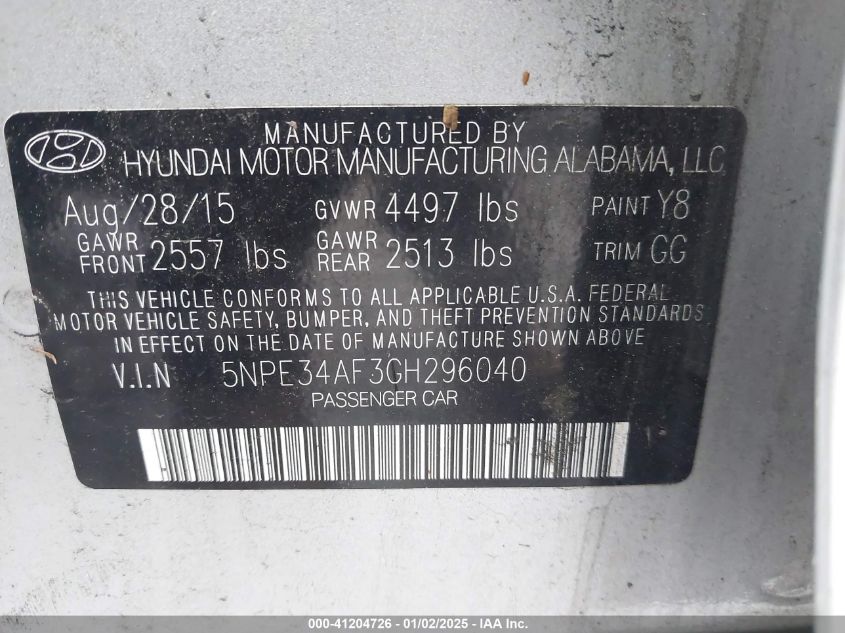 MANUFACTURED BY
HYUNDAI MOTOR MANUFACTURING ALABAMA, LLC
Aug/28/15 GVWR 4497 lbs PAINT Y8
GAWR FRONT 2557 lbs GAWR REAR 2513 lbs TRIM GG
THIS VEHICLE CONFORMS TO ALL APPLICABLE U.S.A. FEDERAL
MOTOR VEHICLE SAFETY, BUMPER, AND THEFT PREVENTION STANDARDS
IN EFFECT ON THE DATE OF MANUFACTURE SHOWN ABOVE
V.I.N 5NPE34AF3GH296040
PASSENGER CAR
000-41204726 - 01/02/2025 - IAA Inc.